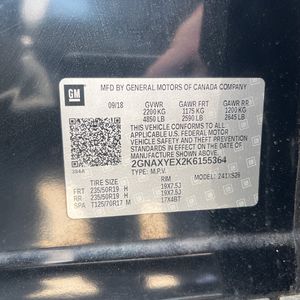 GM
MFD BY GENERAL MOTORS OF CANADA COMPANY
09/18 GVWR GAWR FRT GAWR RR
2200 KG 1175 KG 1200 KG
4850 LB 2590 LB 2645 LB
THIS VEHICLE CONFORMS TO ALL
APPLICABLE U.S. FEDERAL MOTOR
VEHICLE SAFETY AND THEFT
PREVENTION STANDARDS IN EFFECT ON
THE DATE OF MANUFACTURE SHOWN ABOVE.
2GNAXYEX2K6155364
TYPE: M.P.V.
TIRE SIZE RIM MODEL: 241XS26
FRT 235/50R19 H 19X7.5J
RR 235/50R19 H 19X7.5J
SPA T125/70R17 M 17X4BT